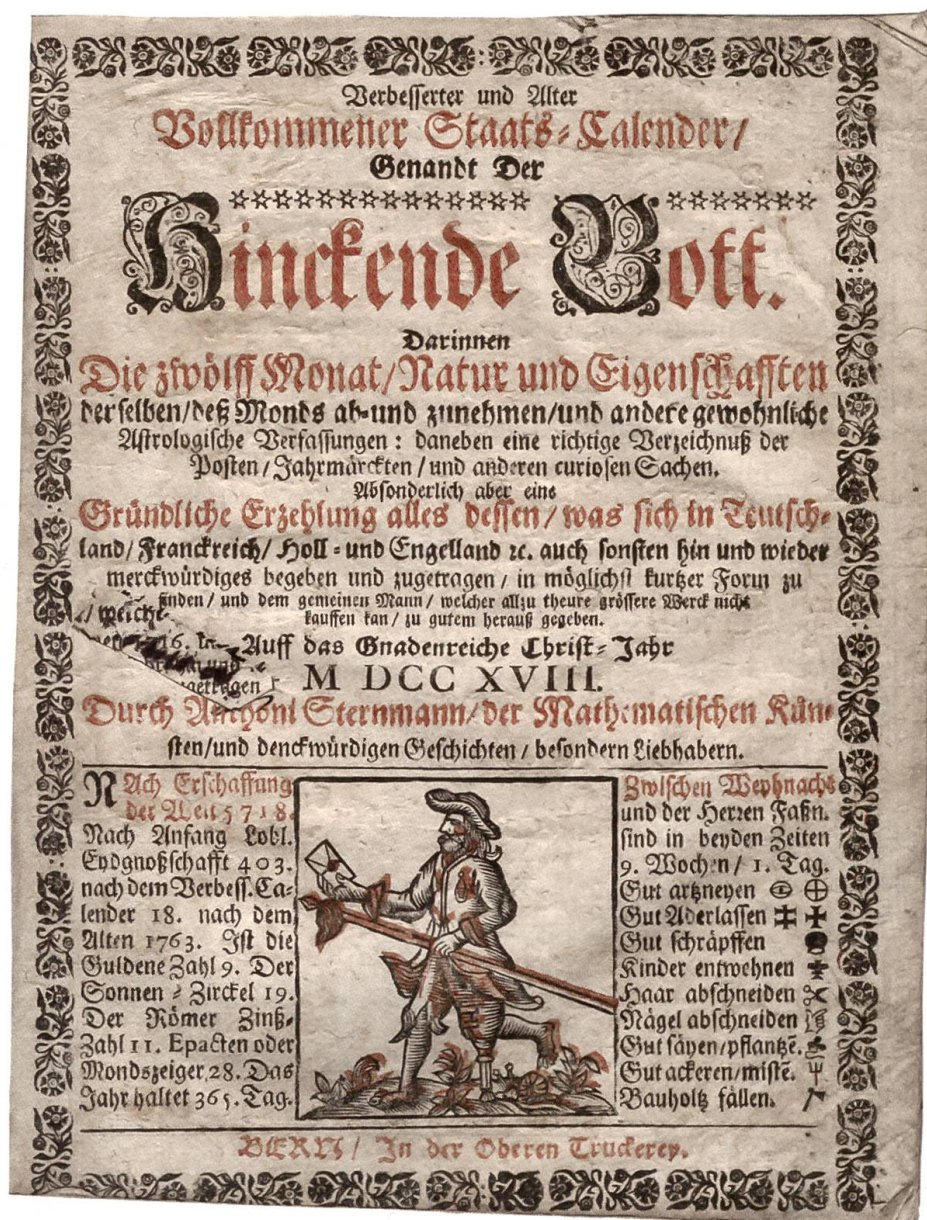 Verbesserter und Alter
Vollkommener Staats-Calender/
Genandt Der
Hinckende Bott.
Darinnen
Die zwölff Monat/Natur und Eigenschafften
derselben/deß Monds ab-und zunehmen/und andere gewohnliche
Astrologische Verfassungen: daneben eine richtige Verzeichnuß der
Posten/Jahrmärckten/und anderen curiosen Sachen.
Absonderlich aber eine
Gründliche Erzehlung alles dessen/was sich in Teutsch-
land/Franckreich/Holl-und Engelland ꝛc. auch sonsten hin und wieder
merckwürdiges begeben und zugetragen/in möglichst kurtzer Form zu
finden/und dem gemeinen Mann/welcher allzu theure grössere Werck nicht
/welche
kauffen kan/zu gutem herauß gegeben.
Auff das Gnadenreiche Christ-Jahr
und
getragen
M DCC XVIII.
Durch Anthoni Sternmann/der Mathematischen Kün-
sten/und denckwürdigen Geschichten/besondern Liebhabern.
NAch Erschaffung
der Welt 5718.
Nach Anfang Lobl.
Eydgnoßschafft 403.
nach dem Verbess. Ca-
lender 18. nach dem
Alten 1763. Ist die
Guldene Zahl 9. Der
Sonnen-Zirckel 19.
Der Römer Zinß-
Zahl 11. Epacten oder
Mondszeiger, 28. Das
Jahr haltet 365. Tag.
Zwischen Weyhnacht
und der Herren Faßn.
sind in beyden Zeiten
9. Wochen/1. Tag.
Gut artzneyen
Gut Aderlassen
Gut schräpffen
Kinder entwehnen
Haar abschneiden
Nägel abschneiden
Gut säyen/pflantzē.
Gut ackeren/mistē.
Bauholtz fällen.
BERN/In der Oberen Truckerey.